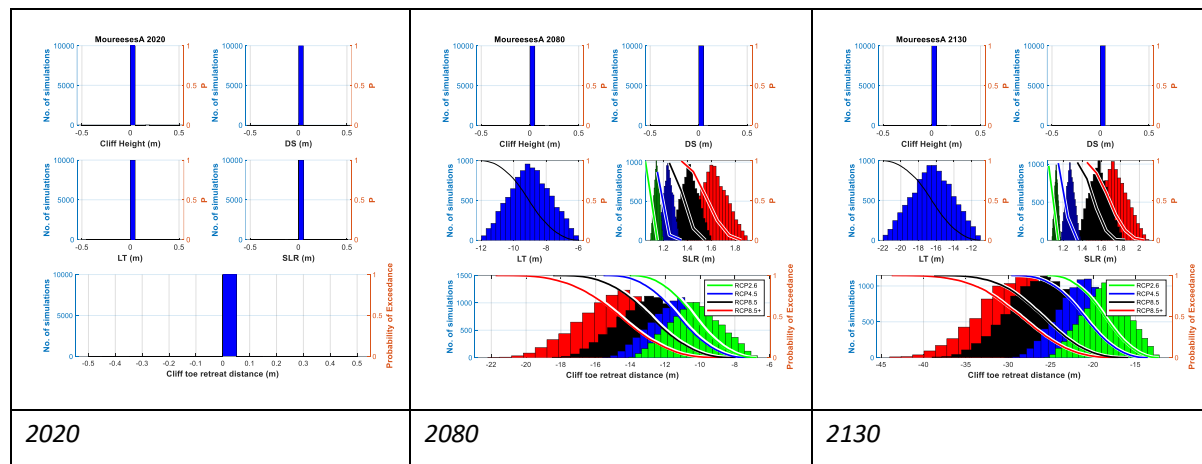 MoureesesA 2020
10000
5000
0
No. of simulations
-0.5 0 0.5
Cliff Height (m)
1
0.5
0
P
10000
5000
0
No. of simulations
-0.5 0 0.5
DS (m)
1
0.5
0
P
10000
5000
0
No. of simulations
LT (m)
1
0.5
0
P
10000
5000
0
No. of simulations
SLR (m)
1
0.5
0
P
10000
5000
0
No. of simulations
-0.5 -0.4 -0.3 -0.2 -0.1 0 0.1 0.2 0.3 0.4 0.5
Cliff toe retreat distance (m)
1
0.5
0
Probability of Exceedance
MoureesesA 2080
10000
5000
0
No. of simulations
-0.5 0 0.5
Cliff Height (m)
1
0.5
0
P
10000
5000
0
No. of simulations
-0.5 0 0.5
DS (m)
1
0.5
0
P
1000
500
0
No. of simulations
-12 -10 -8 -6
LT (m)
1
0.5
0
P
1000
500
0
No. of simulations
1.2 1.4 1.6 1.8
SLR (m)
1
0.5
0
P
1500
1000
500
0
No. of simulations
-22 -20 -18 -16 -14 -12 -10 -8 -6
Cliff toe retreat distance (m)
1
0.5
0
Probability of Exceedance
RCP2.6
RCP4.5
RCP8.5
RCP8.5+
MoureesesA 2130
10000
5000
0
No. of simulations
-0.5 0 0.5
Cliff Height (m)
1
0.5
0
P
10000
5000
0
No. of simulations
-0.5 0 0.5
DS (m)
1
0.5
0
P
1000
500
0
No. of simulations
-22 -20 -18 -16 -14 -12
LT (m)
1
0.5
0
P
1000
500
0
No. of simulations
1.2 1.4 1.6 1.8 2
SLR (m)
1
0.5
0
P
1000
500
0
No. of simulations
-45 -40 -35 -30 -25 -20 -15
Cliff toe retreat distance (m)
1
0.5
0
Probability of Exceedance
RCP2.6
RCP4.5
RCP8.5
RCP8.5+
2020
2080
2130